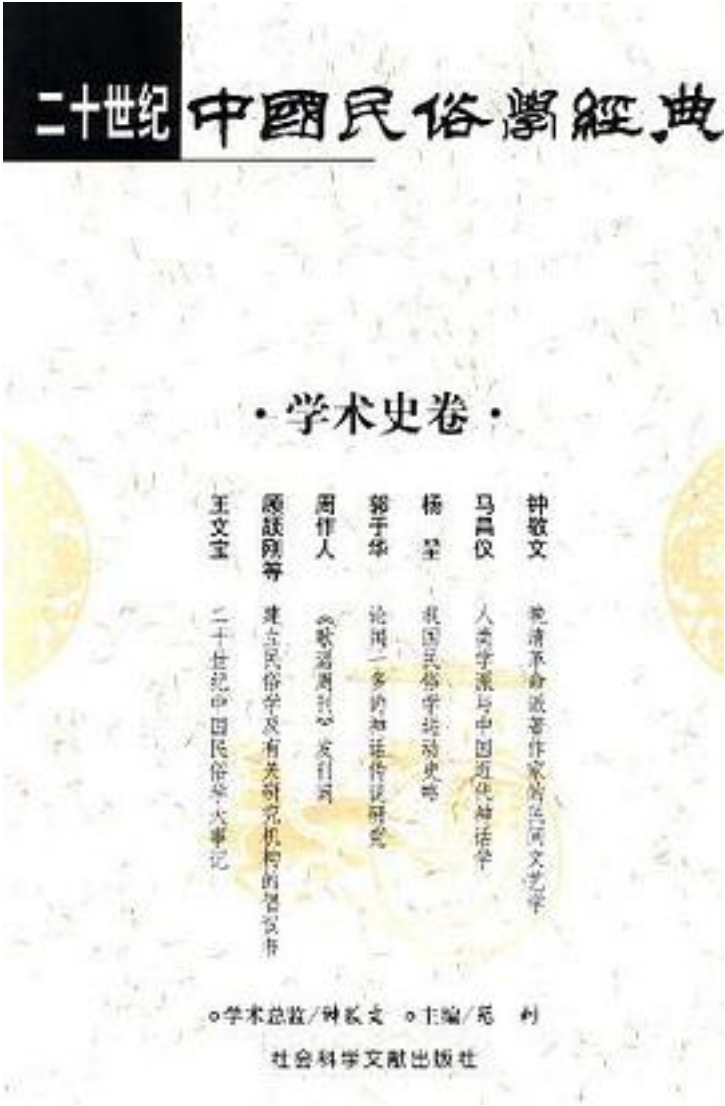 二十世纪 中國民俗學經典
·学术史卷·
钟敬文 晚清革命派著作家的民间文艺学
马昌仪 人类学派与中国近代神话学
杨 堃 我国民俗学运动史略
郭于华 论闻一多的神话传说研究
周作人 《歌谣周刊》发刊词
顾颉刚等 建立民俗学及有关研究机构的倡议书
王文宝 二十世纪中国民俗学大事记
学术总监/钟敬文 主编/苑 利
社会科学文献出版社